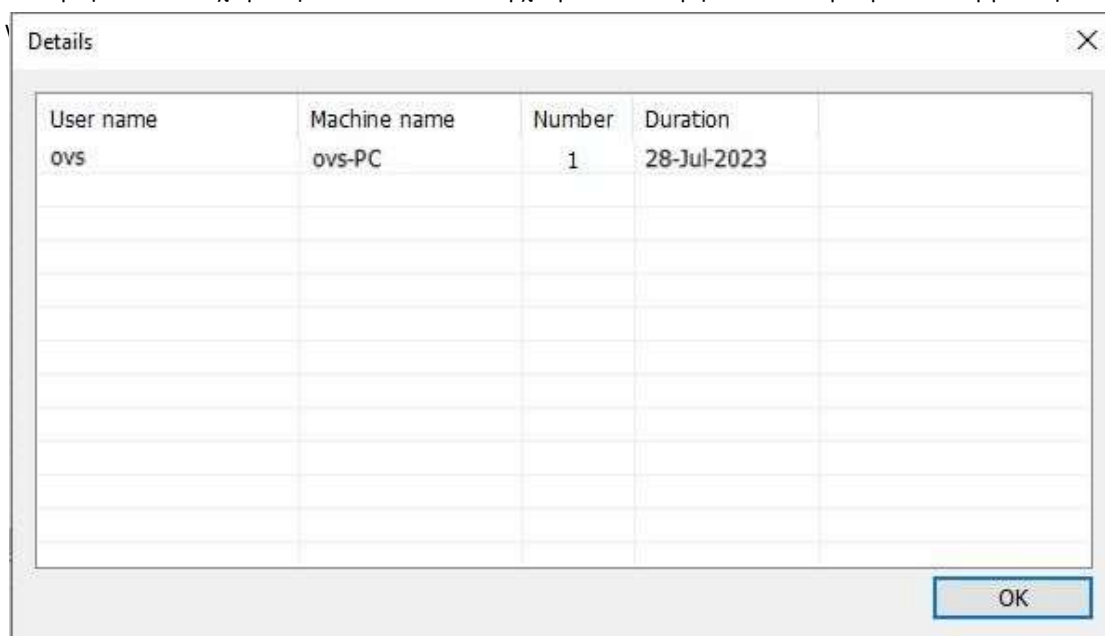 Details
User name Machine name Number Duration
ovs ovs-PC 1 28-Jul-2023
OK